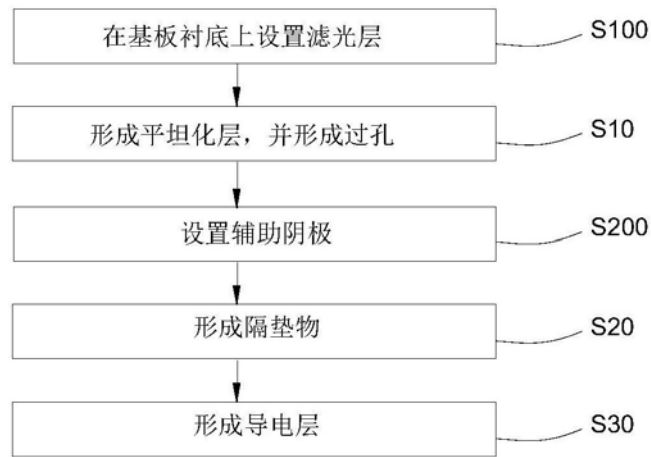 在基板衬底上设置滤光层
S100
形成平坦化层，并形成过孔
S10
设置辅助阴极
S200
形成隔垫物
S20
形成导电层
S30